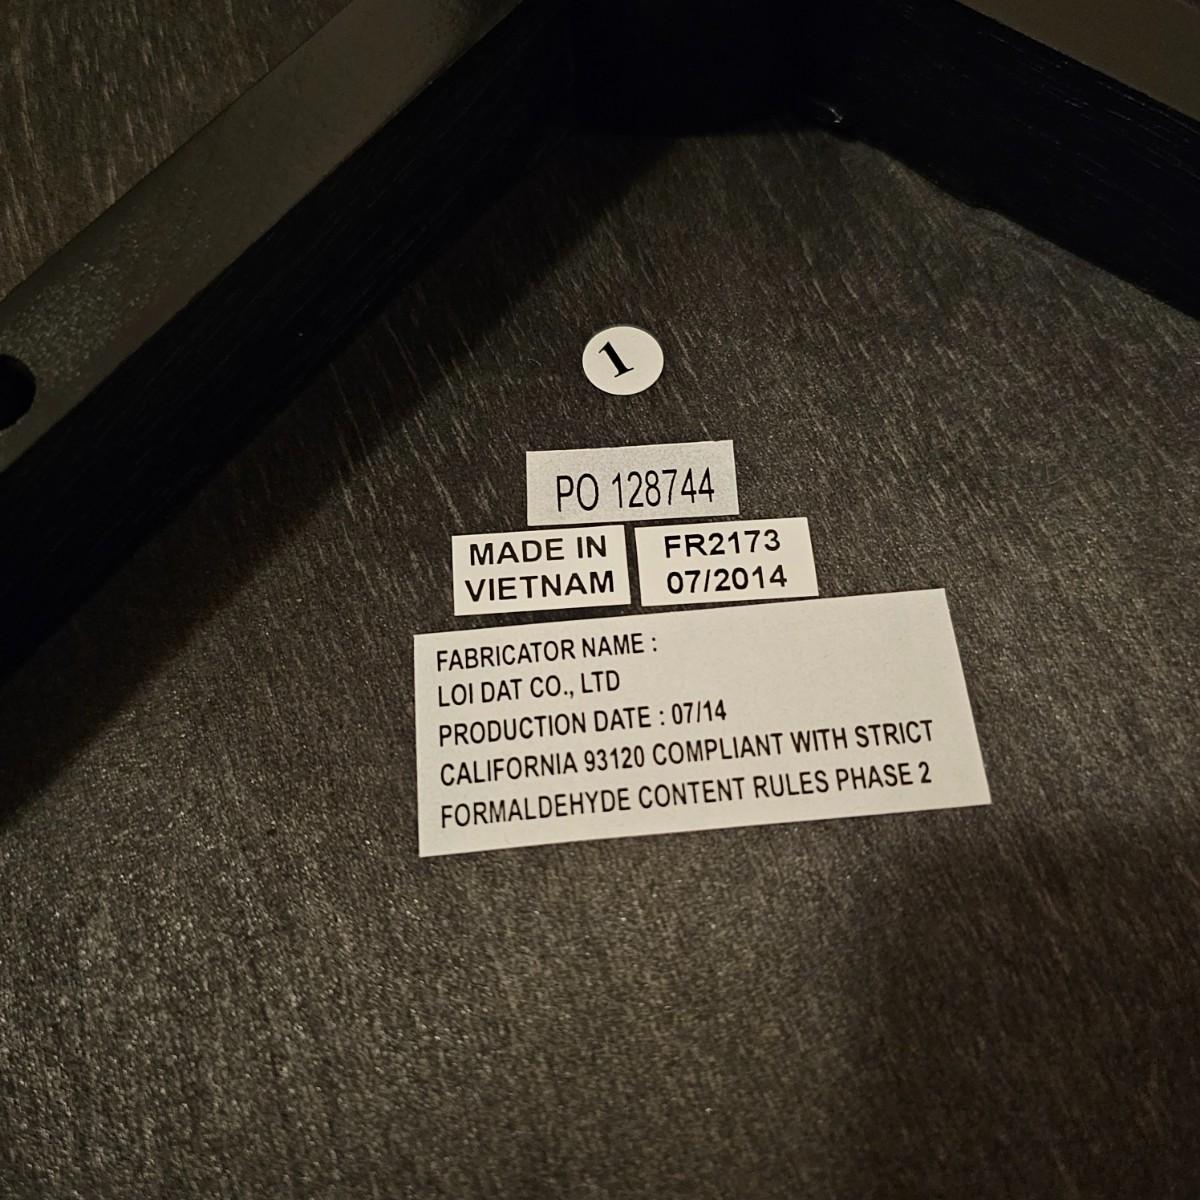 1
PO 128744
MADE IN
VIETNAM
FR2173
07/2014
FABRICATOR NAME :
LOI DAT CO., LTD
PRODUCTION DATE : 07/14
CALIFORNIA 93120 COMPLIANT WITH STRICT
FORMALDEHYDE CONTENT RULES PHASE 2